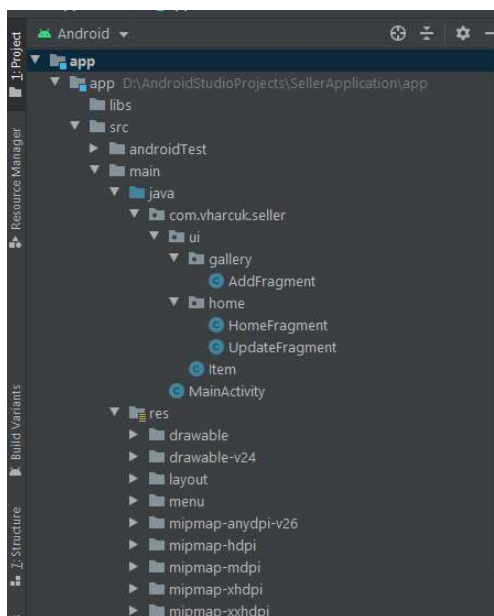 Android
app
app D:\AndroidStudioProjects\SellerApplication\app
libs
src
androidTest
main
java
com.vharcuk.seller
ui
gallery
AddFragment
home
HomeFragment
UpdateFragment
Item
MainActivity
res
drawable
drawable-v24
layout
menu
mipmap-anydpi-v26
mipmap-hdpi
mipmap-mdpi
mipmap-xhdpi
mipmap-xxhdpi
1: Project
Resource Manager
Build Variants
7: Structure